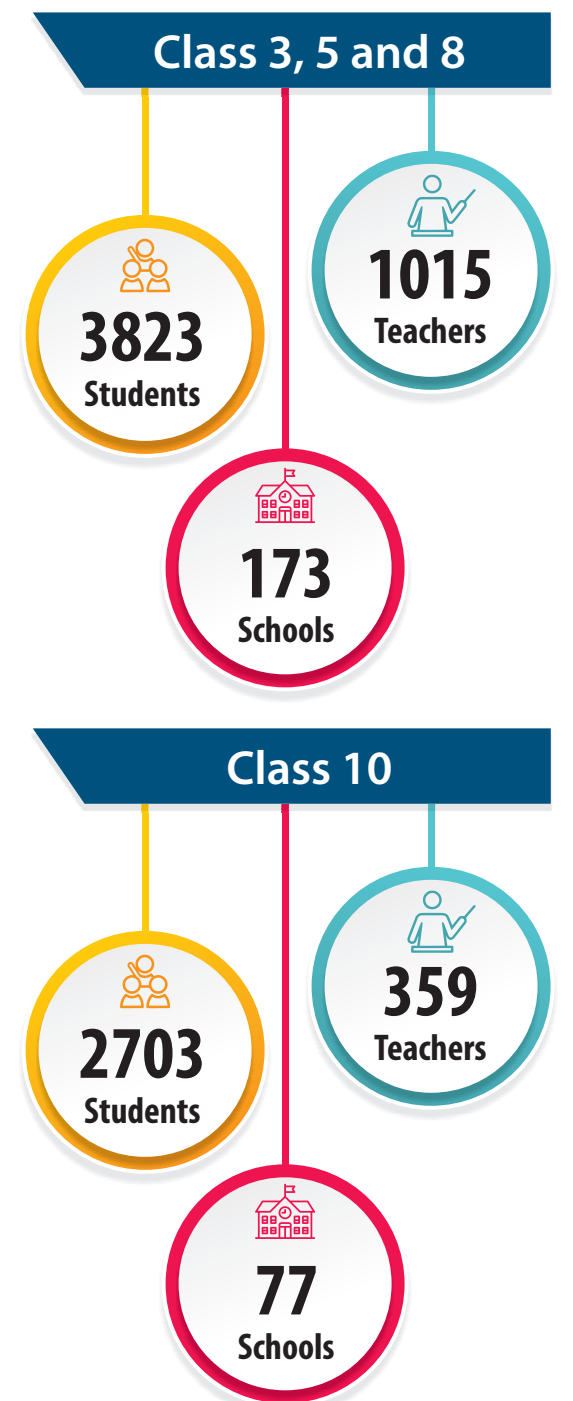 Class 3, 5 and 8
1015
Teachers
3823
Students
173
Schools
Class 10
359
Teachers
2703
Students
77
Schools